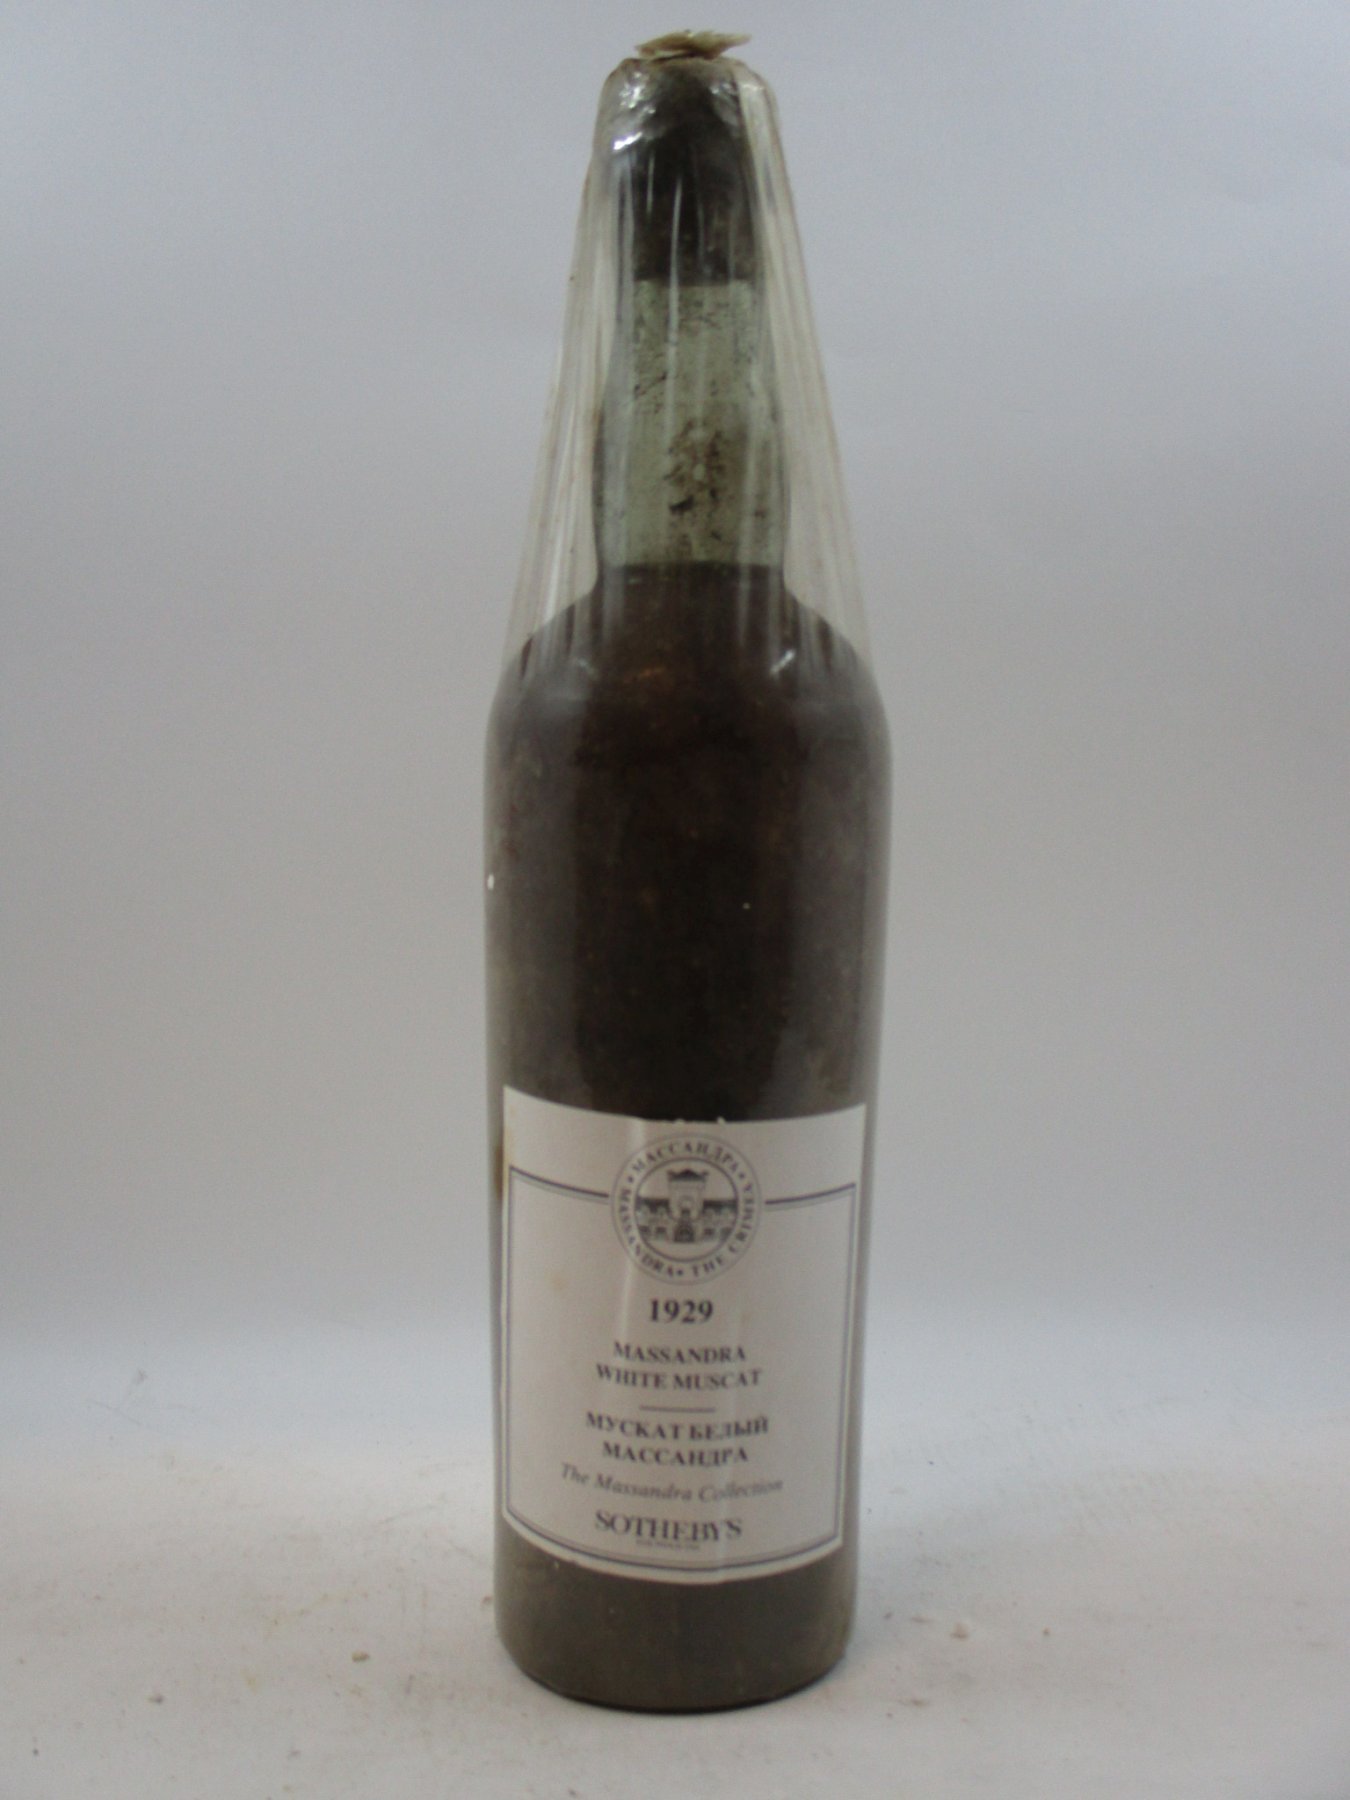 МАССАНДРА
MASSANDRA • THE CRIMEA
1929
MASSANDRA
WHITE MUSCAT
МУСКАТ БЕЛЫЙ
МАССАНДРА
The Massandra Collection
SOTHEBY'S